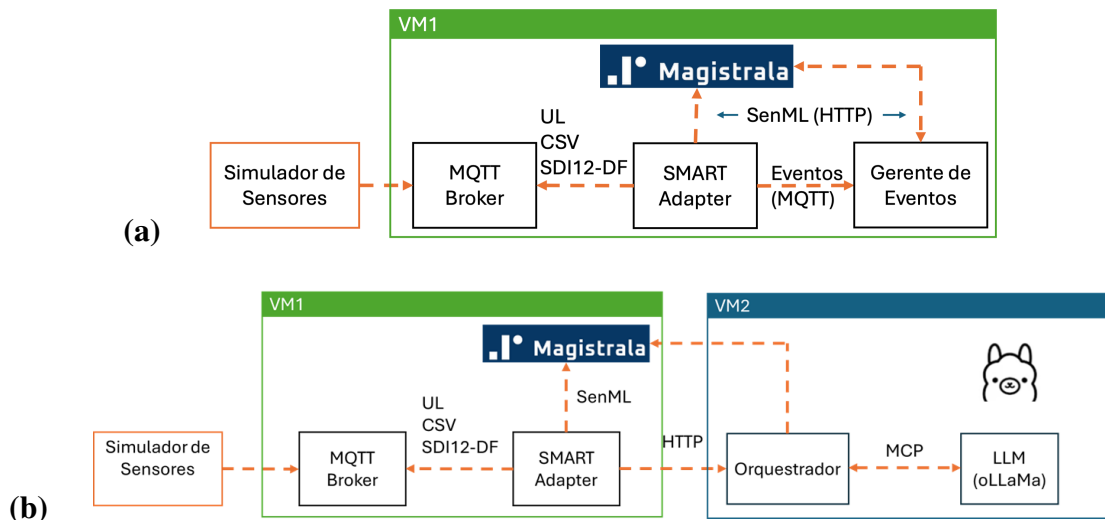 VM1
Magistrala
SenML (HTTP)
UL
CSV
SDI12-DF
Simulador de
Sensores
MQTT
Broker
SMART
Adapter
Eventos
(MQTT)
Gerente de
Eventos
(a)
VM1
VM2
Magistrala
SenML
UL
CSV
SDI12-DF
HTTP
MCP
Simulador de
Sensores
MQTT
Broker
SMART
Adapter
Orquestrador
LLM
(oLLaMa)
(b)